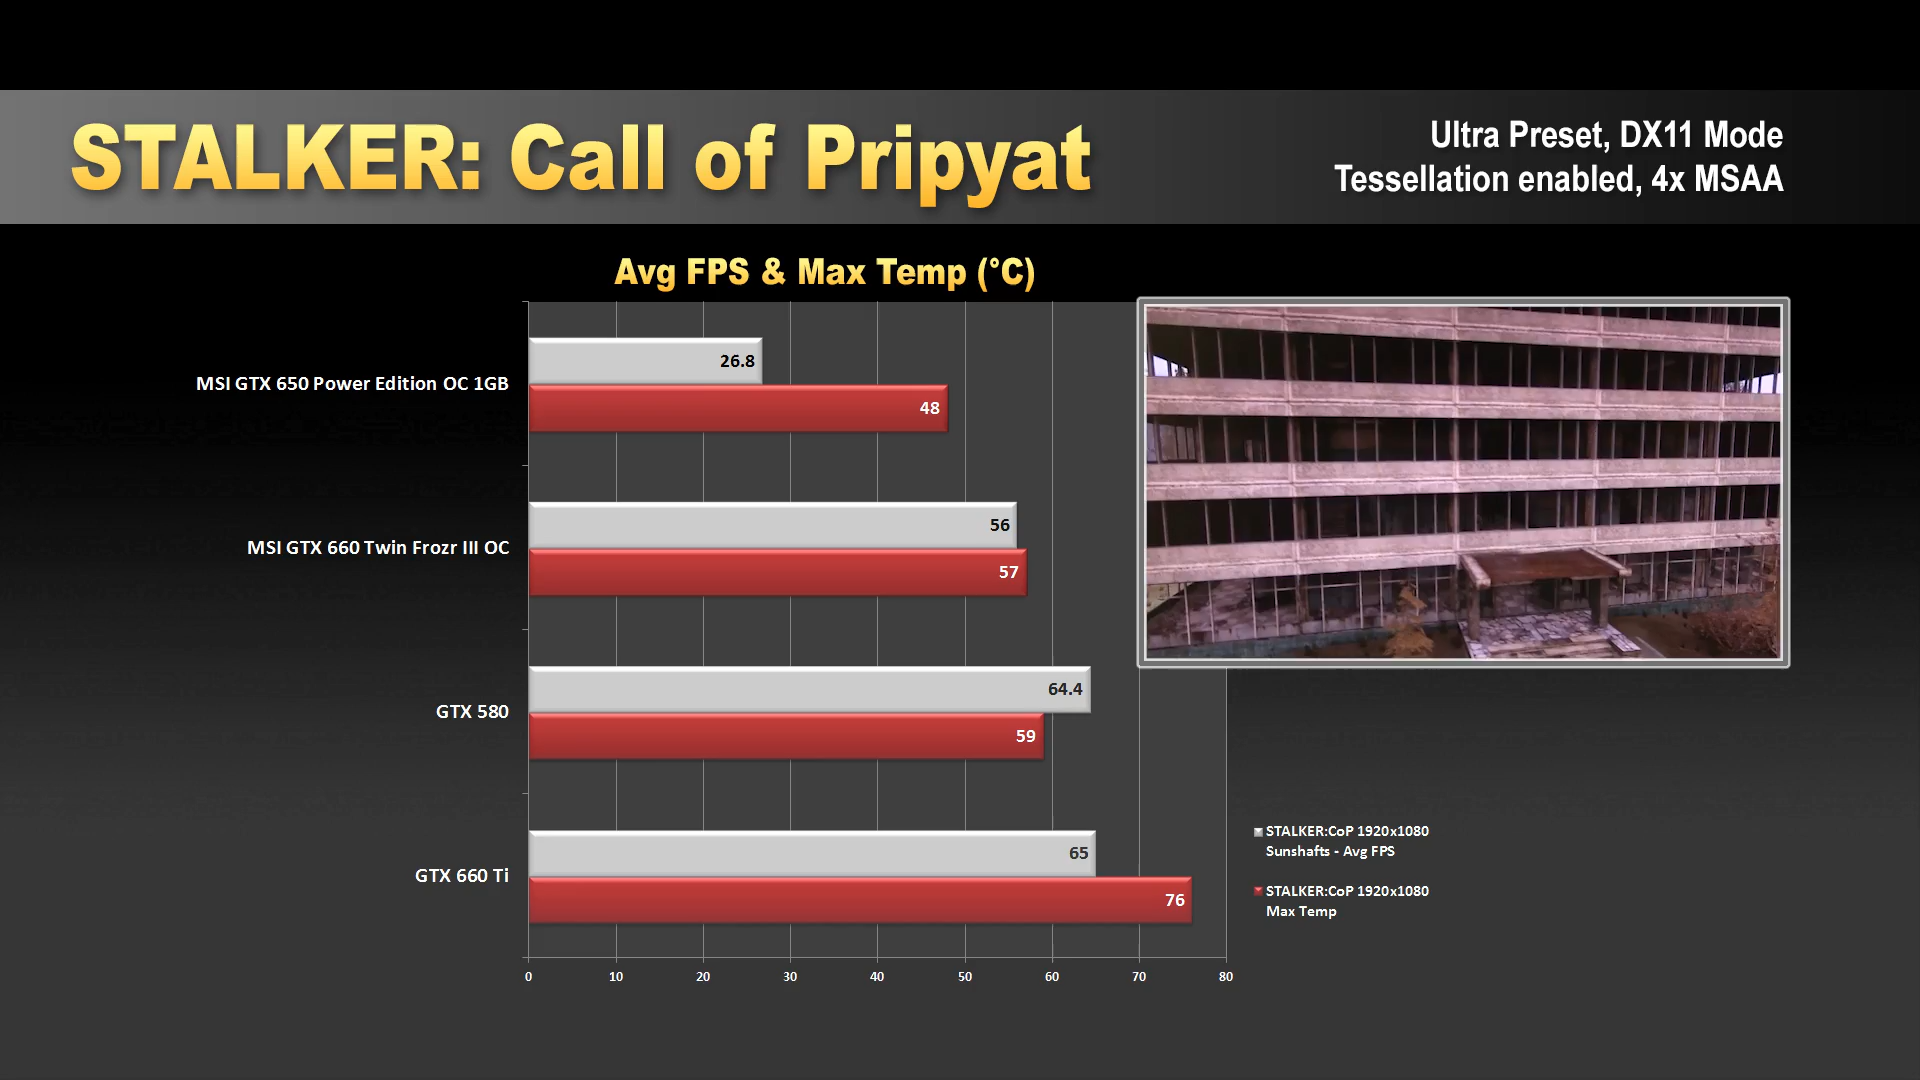 STALKER: Call of Pripyat
Ultra Preset, DX11 Mode
Tessellation enabled, 4x MSAA
Avg FPS & Max Temp (°C)
MSI GTX 650 Power Edition OC 1GB
26.8
48
MSI GTX 660 Twin Frozr III OC
56
57
GTX 580
64.4
59
GTX 660 Ti
65
76
0 10 20 30 40 50 60 70 80
STALKER:CoP 1920x1080
Sunshafts - Avg FPS
STALKER:CoP 1920x1080
Max Temp